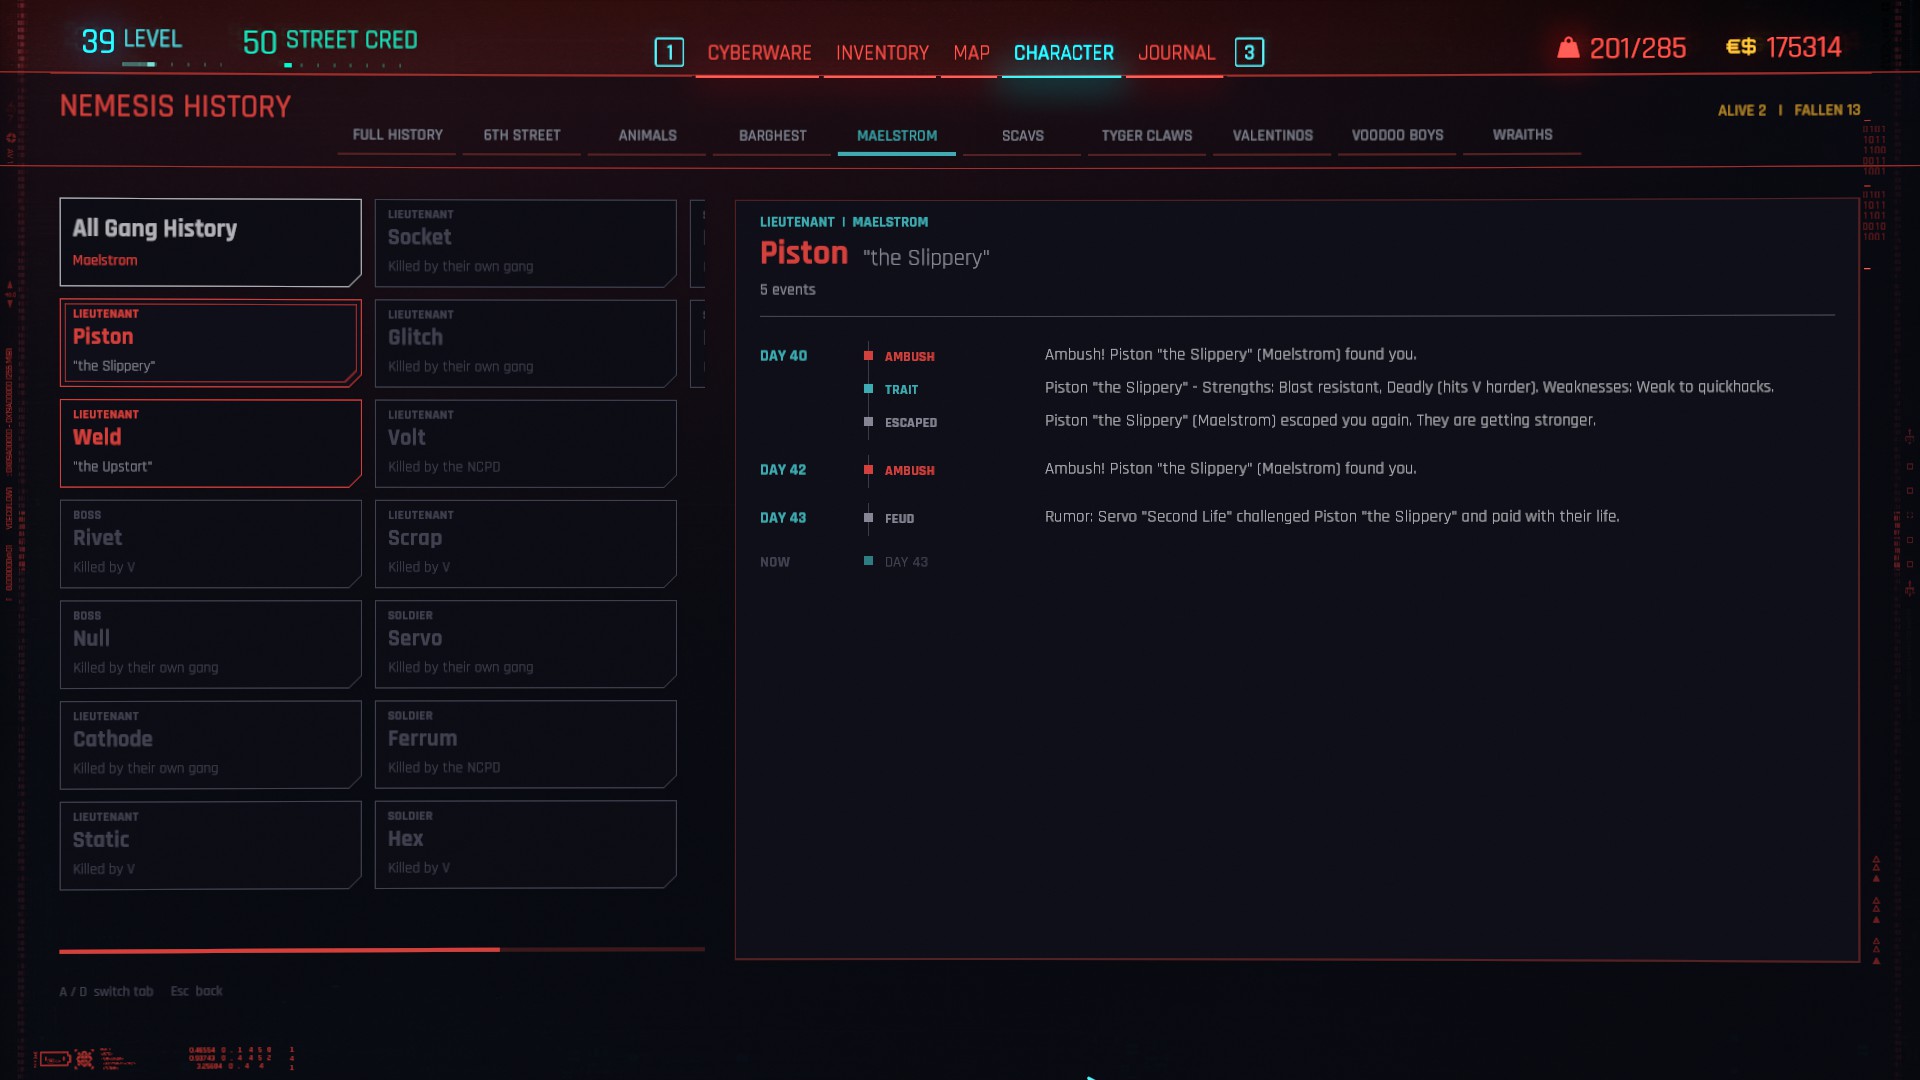 39 LEVEL
50 STREET CRED
1 CYBERWARE INVENTORY MAP CHARACTER JOURNAL 3
201/285
€$ 175314
NEMESIS HISTORY
ALIVE 2 | FALLEN 13
FULL HISTORY 6TH STREET ANIMALS BARGHEST MAELSTROM SCAVS TYGER CLAWS VALENTINOS VOODOO BOYS WRAITHS
All Gang History
Maelstrom
LIEUTENANT
Piston
"the Slippery"
LIEUTENANT
Weld
"the Upstart"
BOSS
Rivet
Killed by V
BOSS
Null
Killed by their own gang
LIEUTENANT
Cathode
Killed by their own gang
LIEUTENANT
Static
Killed by V
LIEUTENANT
Socket
Killed by their own gang
LIEUTENANT
Glitch
Killed by their own gang
LIEUTENANT
Volt
Killed by the NCPD
LIEUTENANT
Scrap
Killed by V
SOLDIER
Servo
Killed by their own gang
SOLDIER
Ferrum
Killed by the NCPD
SOLDIER
Hex
Killed by V
LIEUTENANT | MAELSTROM
Piston "the Slippery"
5 events
DAY 40 AMBUSH Ambush! Piston "the Slippery" (Maelstrom) found you.
TRAIT Piston "the Slippery" - Strengths: Blast resistant, Deadly (hits V harder). Weaknesses: Weak to quickhacks.
ESCAPED Piston "the Slippery" (Maelstrom) escaped you again. They are getting stronger.
DAY 42 AMBUSH Ambush! Piston "the Slippery" (Maelstrom) found you.
DAY 43 FEUD Rumor: Servo "Second Life" challenged Piston "the Slippery" and paid with their life.
NOW DAY 43
A / D switch tab Esc back